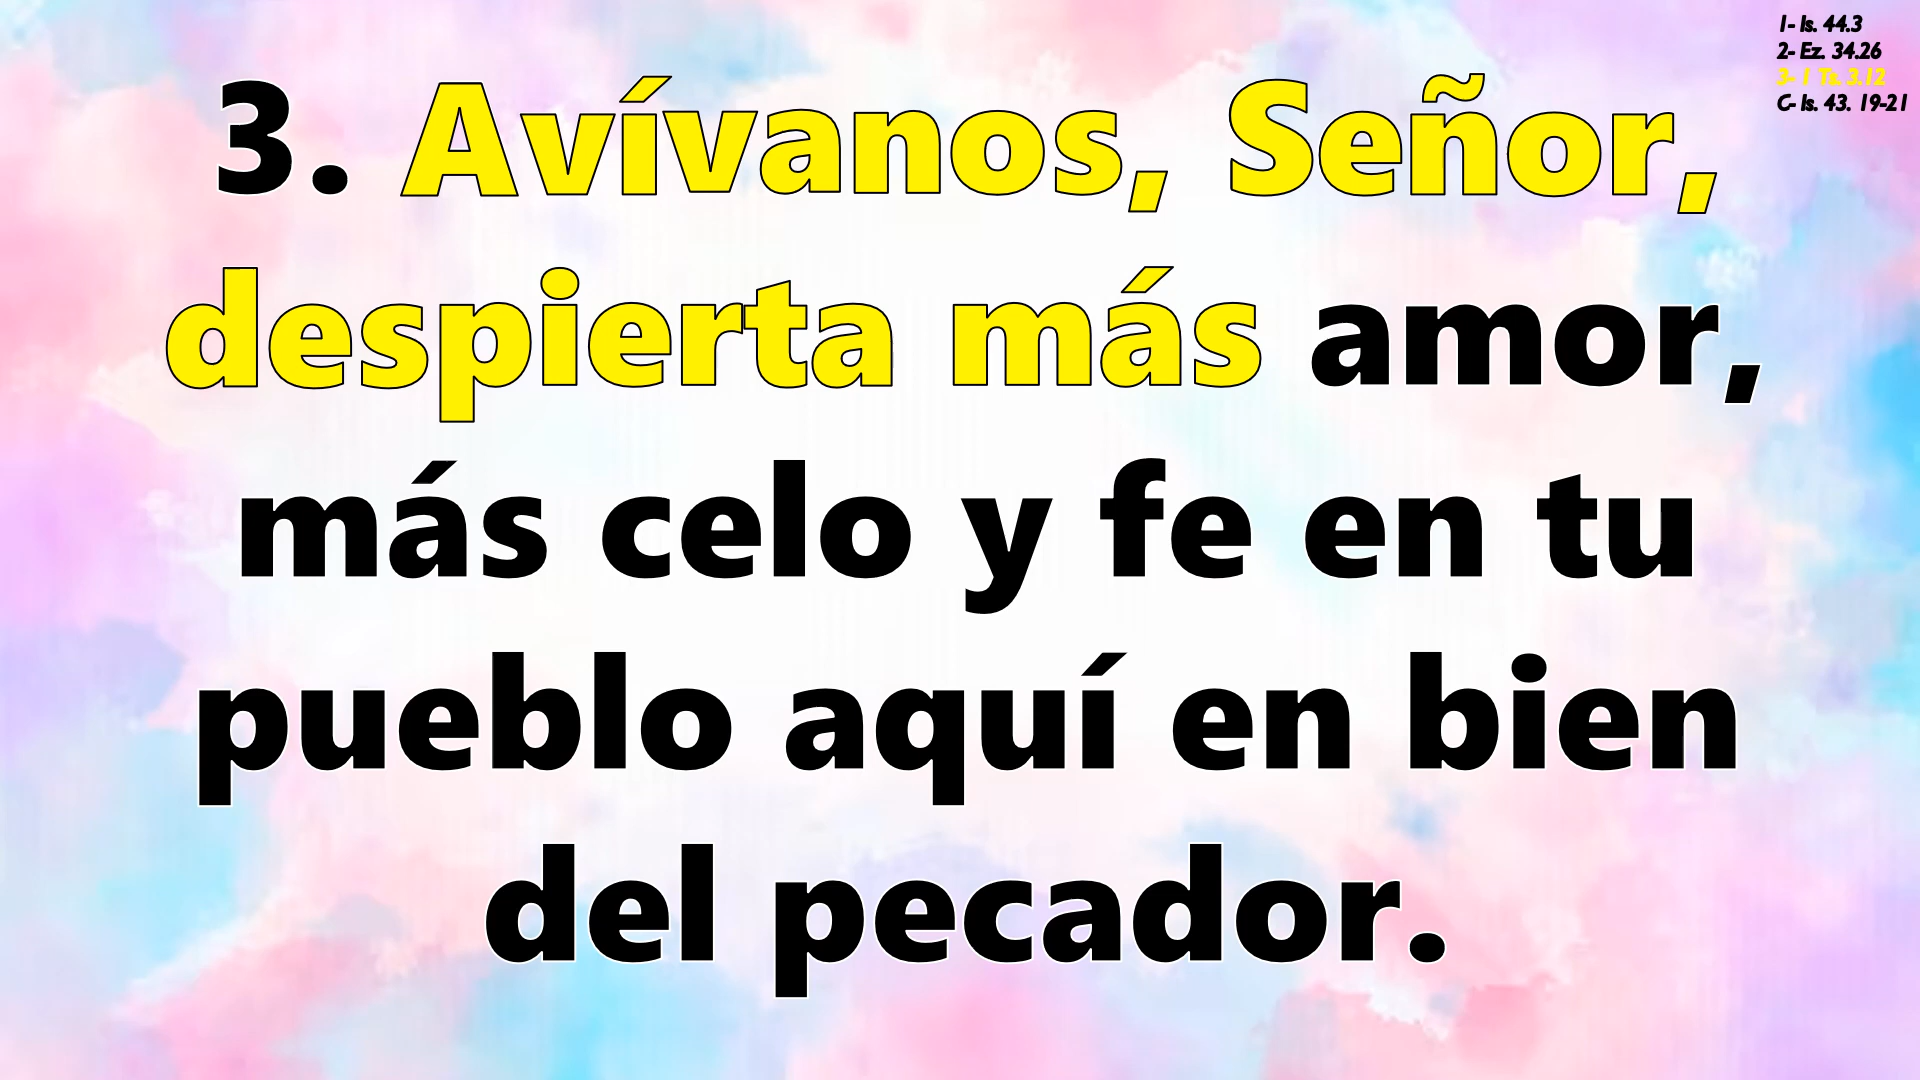 1- Is. 44.3
2- Ez. 34.26
3- 1 Ts. 3.12
C- Is. 43. 19-21
3. Avívanos, Señor,
despierta más amor,
más celo y fe en tu
pueblo aquí en bien
del pecador.